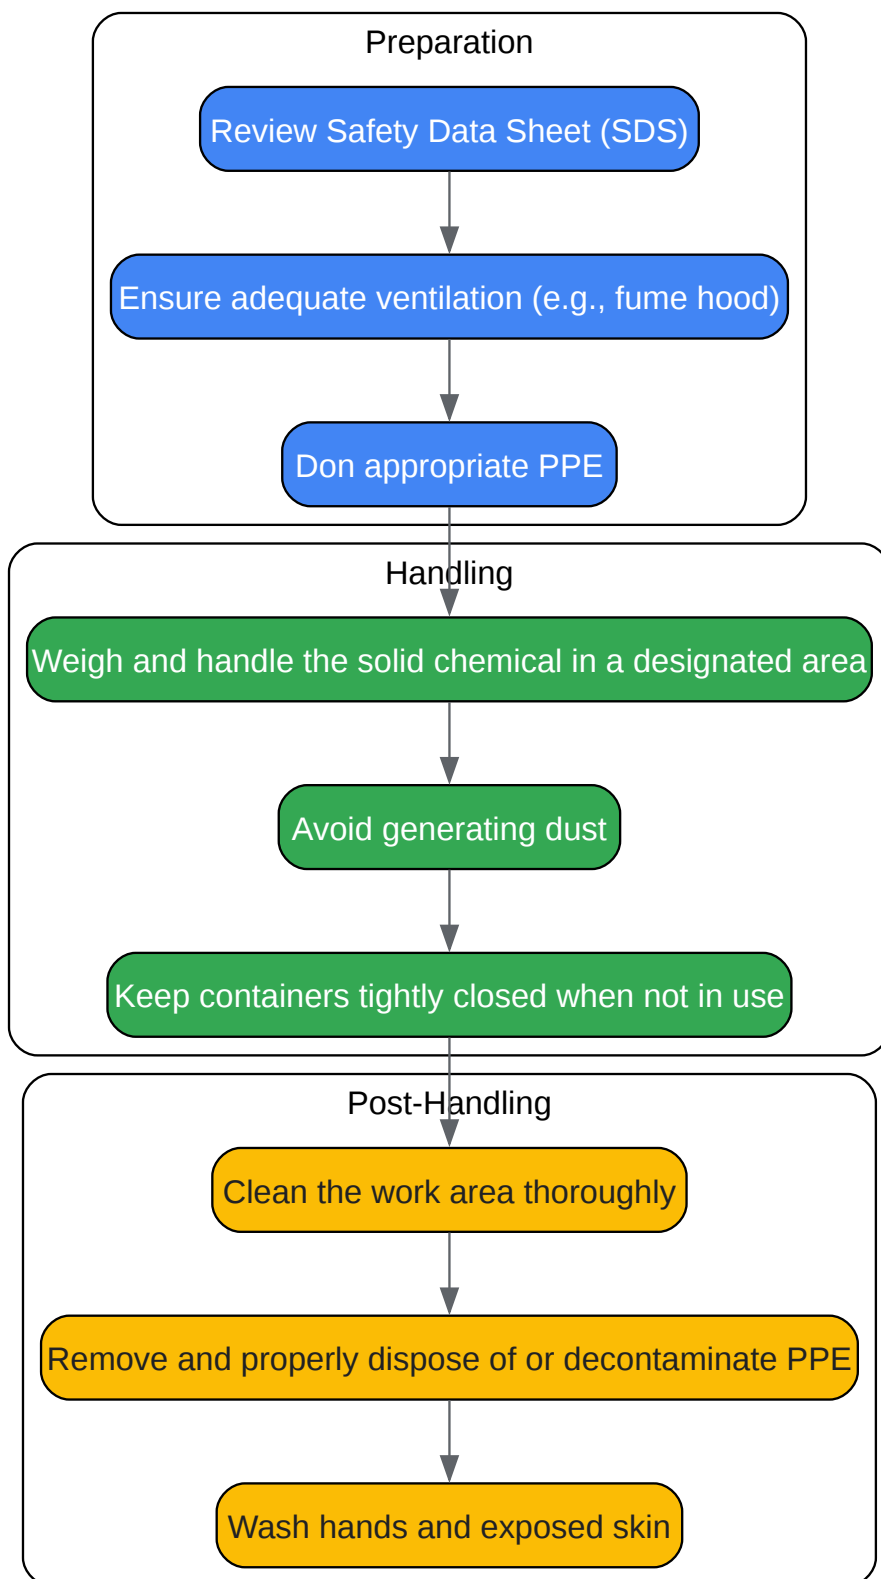 Preparation
Review Safety Data Sheet (SDS)
Ensure adequate ventilation (e.g., fume hood)
Don appropriate PPE
Handling
Weigh and handle the solid chemical in a designated area
Avoid generating dust
Keep containers tightly closed when not in use
Post-Handling
Clean the work area thoroughly
Remove and properly dispose of or decontaminate PPE
Wash hands and exposed skin